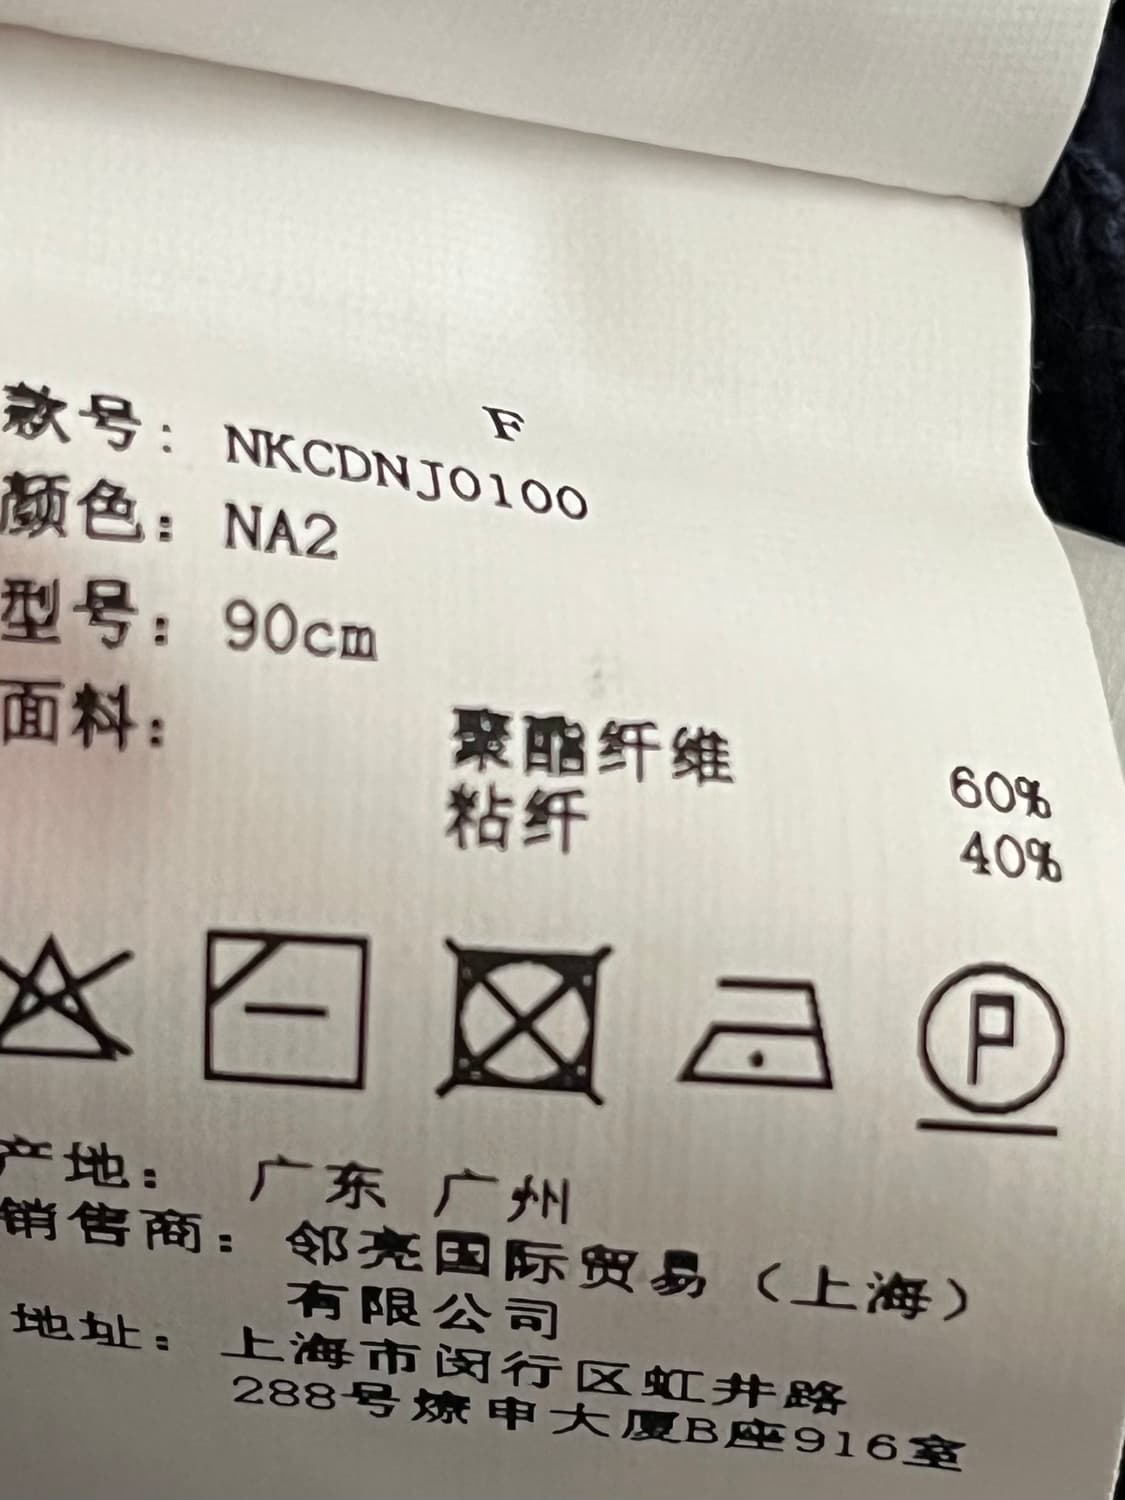 F
款号: NKCDNJ0100
颜色: NA2
型号: 90cm
面料:
聚酯纤维 60%
粘纤 40%
P
产地: 广东 广州
销售商: 邻亮国际贸易(上海)
有限公司
地址: 上海市闵行区虹井路
288号燎申大厦B座916室